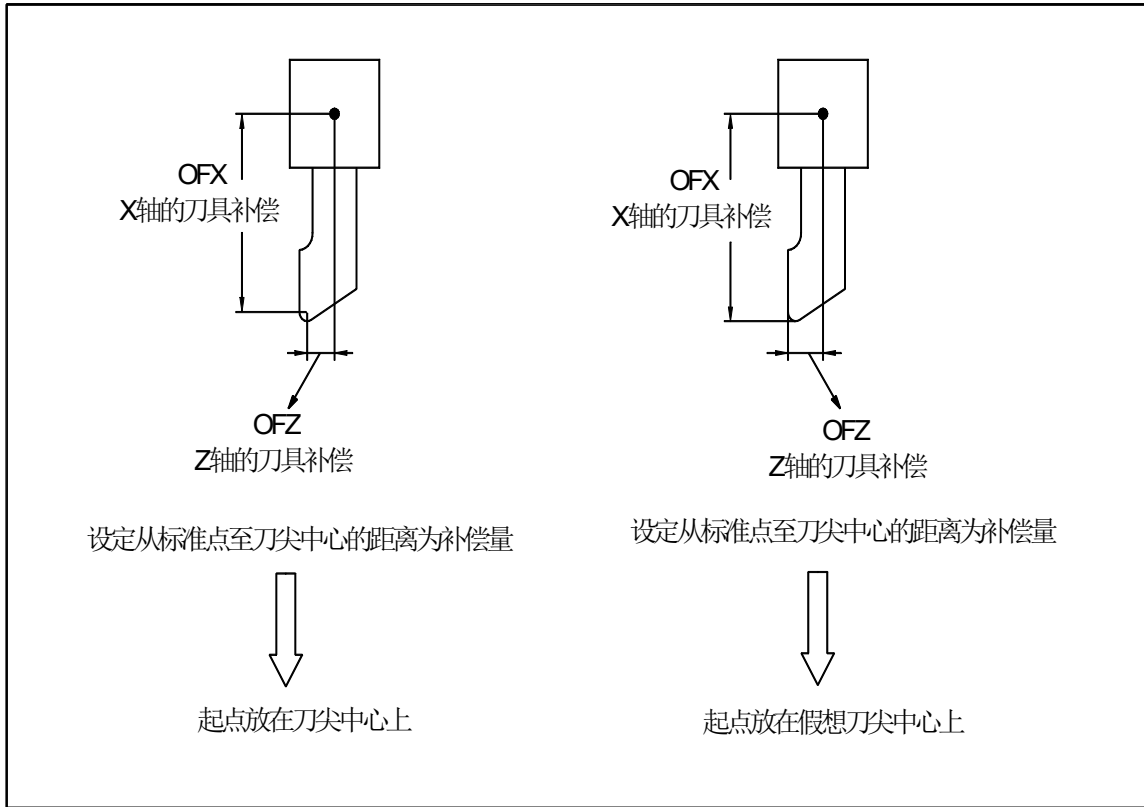 OFX
X轴的刀具补偿
OFZ
Z轴的刀具补偿
设定从标准点至刀尖中心的距离为补偿量
起点放在刀尖中心上
OFX
X轴的刀具补偿
OFZ
Z轴的刀具补偿
设定从标准点至刀尖中心的距离为补偿量
起点放在假想刀尖中心上